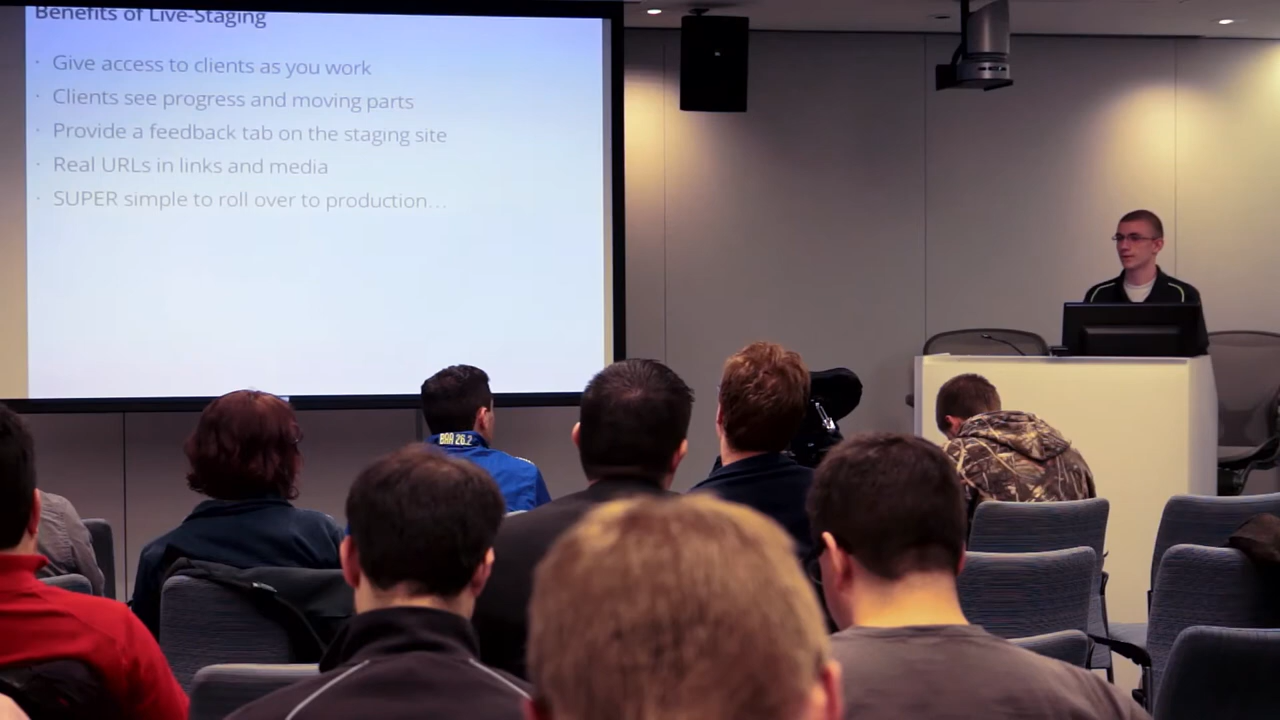 Benefits of Live-Staging
· Give access to clients as you work
· Clients see progress and moving parts
· Provide a feedback tab on the staging site
· Real URLs in links and media
· SUPER simple to roll over to production...
BAA 26.2